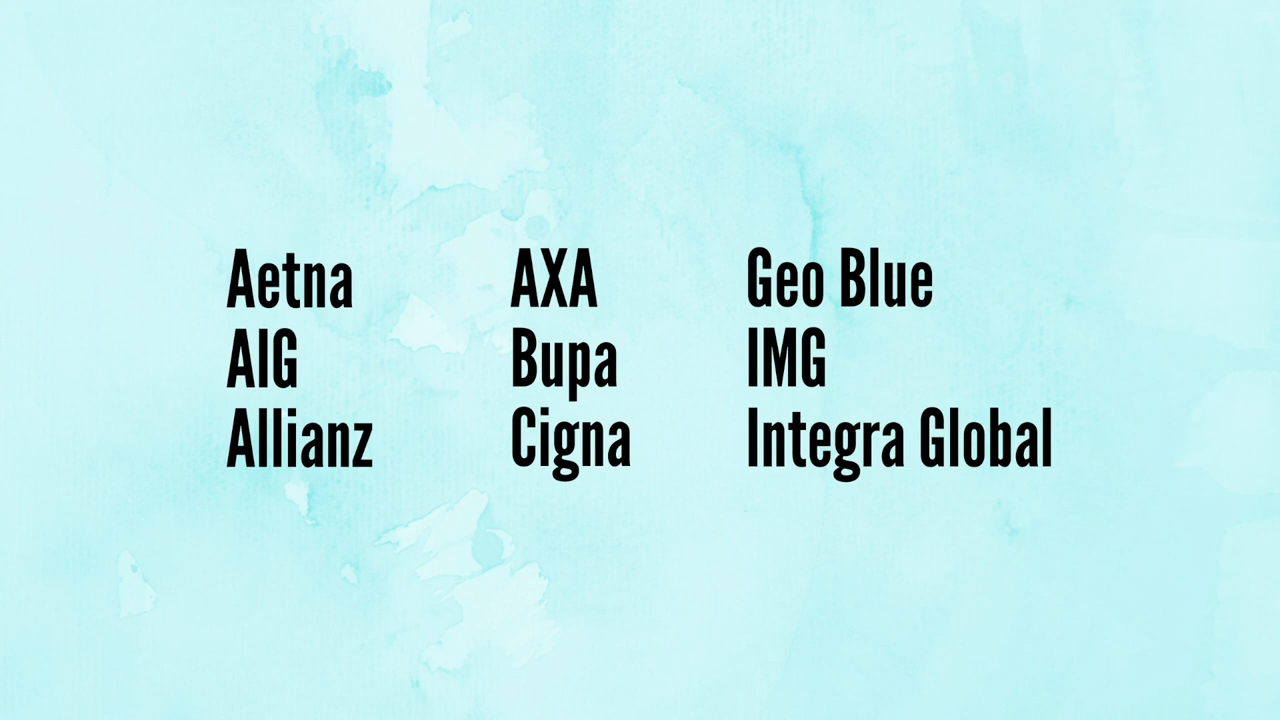 Aetna
AIG
Allianz
AXA
Bupa
Cigna
Geo Blue
IMG
Integra Global